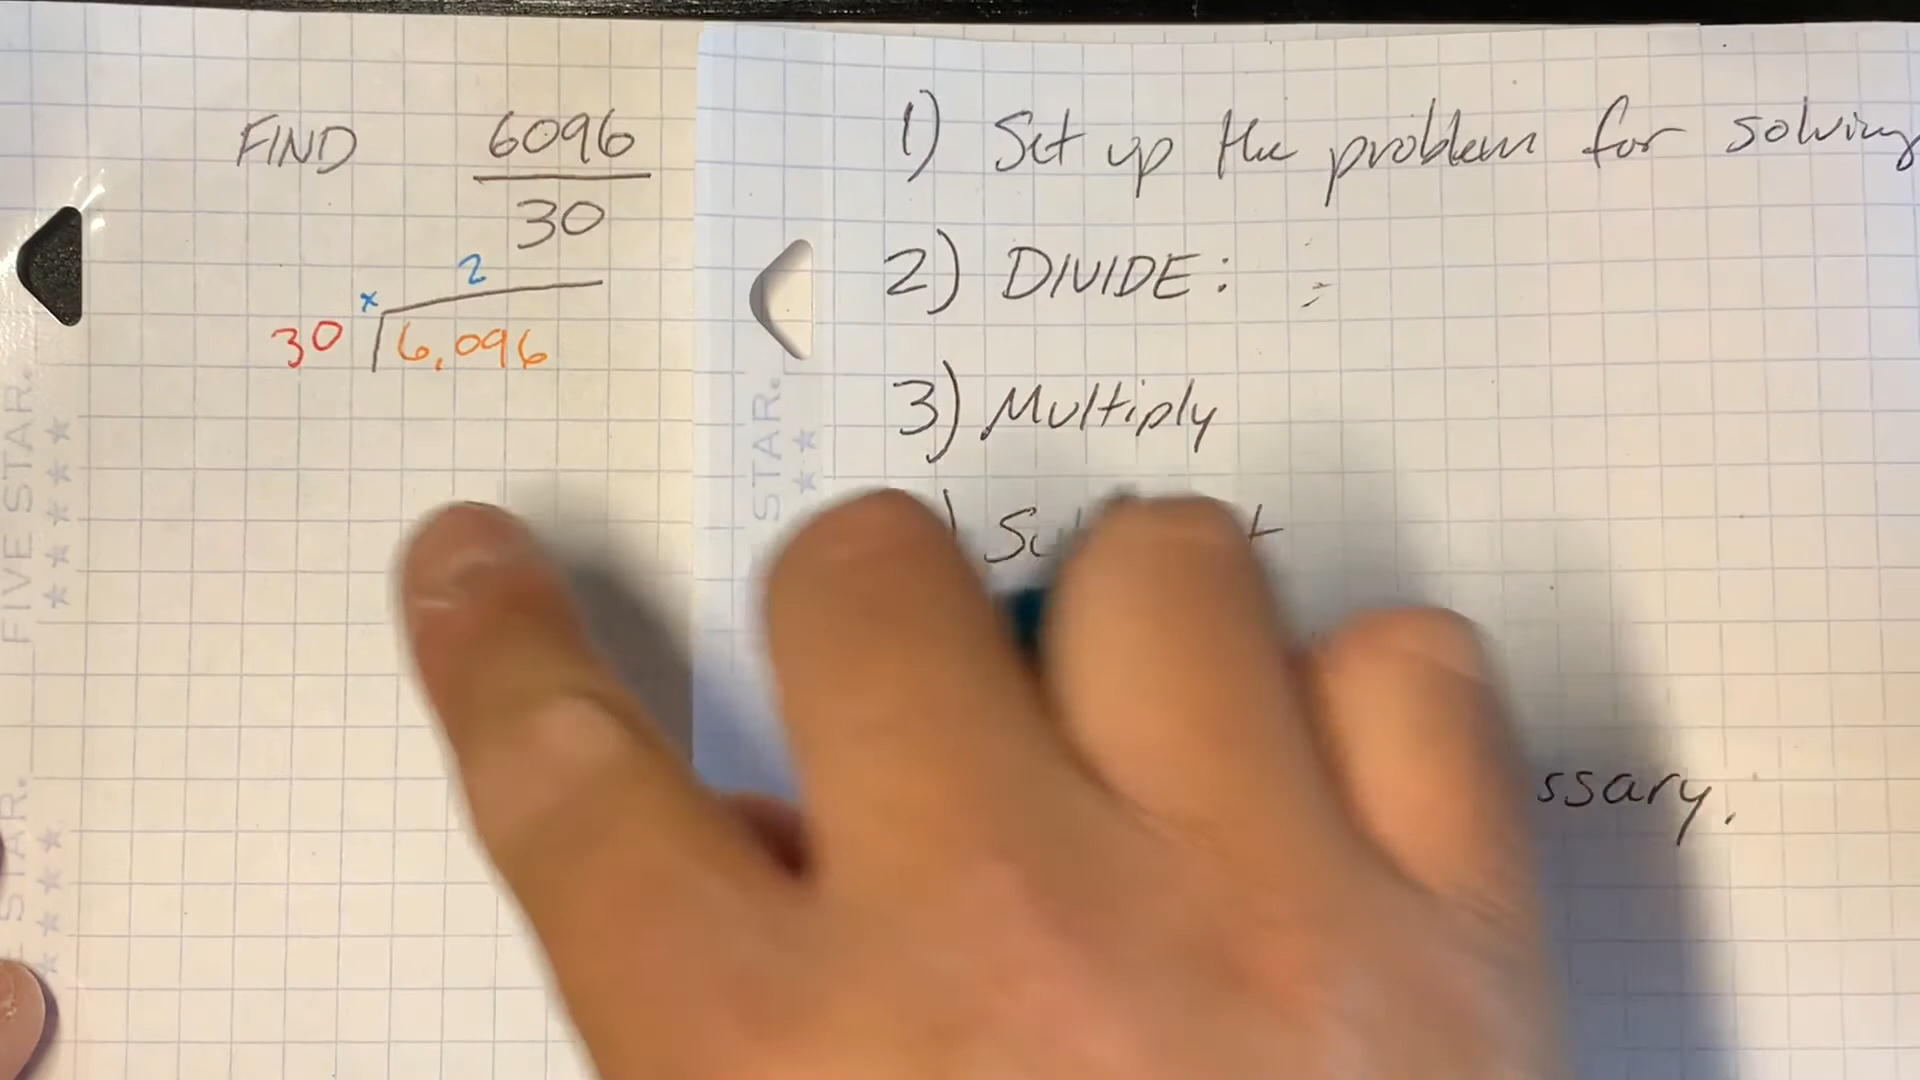 FIND 6096
30
2
x
30 6,096
1) Set up the problem for solving
2) DIVIDE: ÷
3) Multiply
FIVE STAR.
STAR.
STAR.